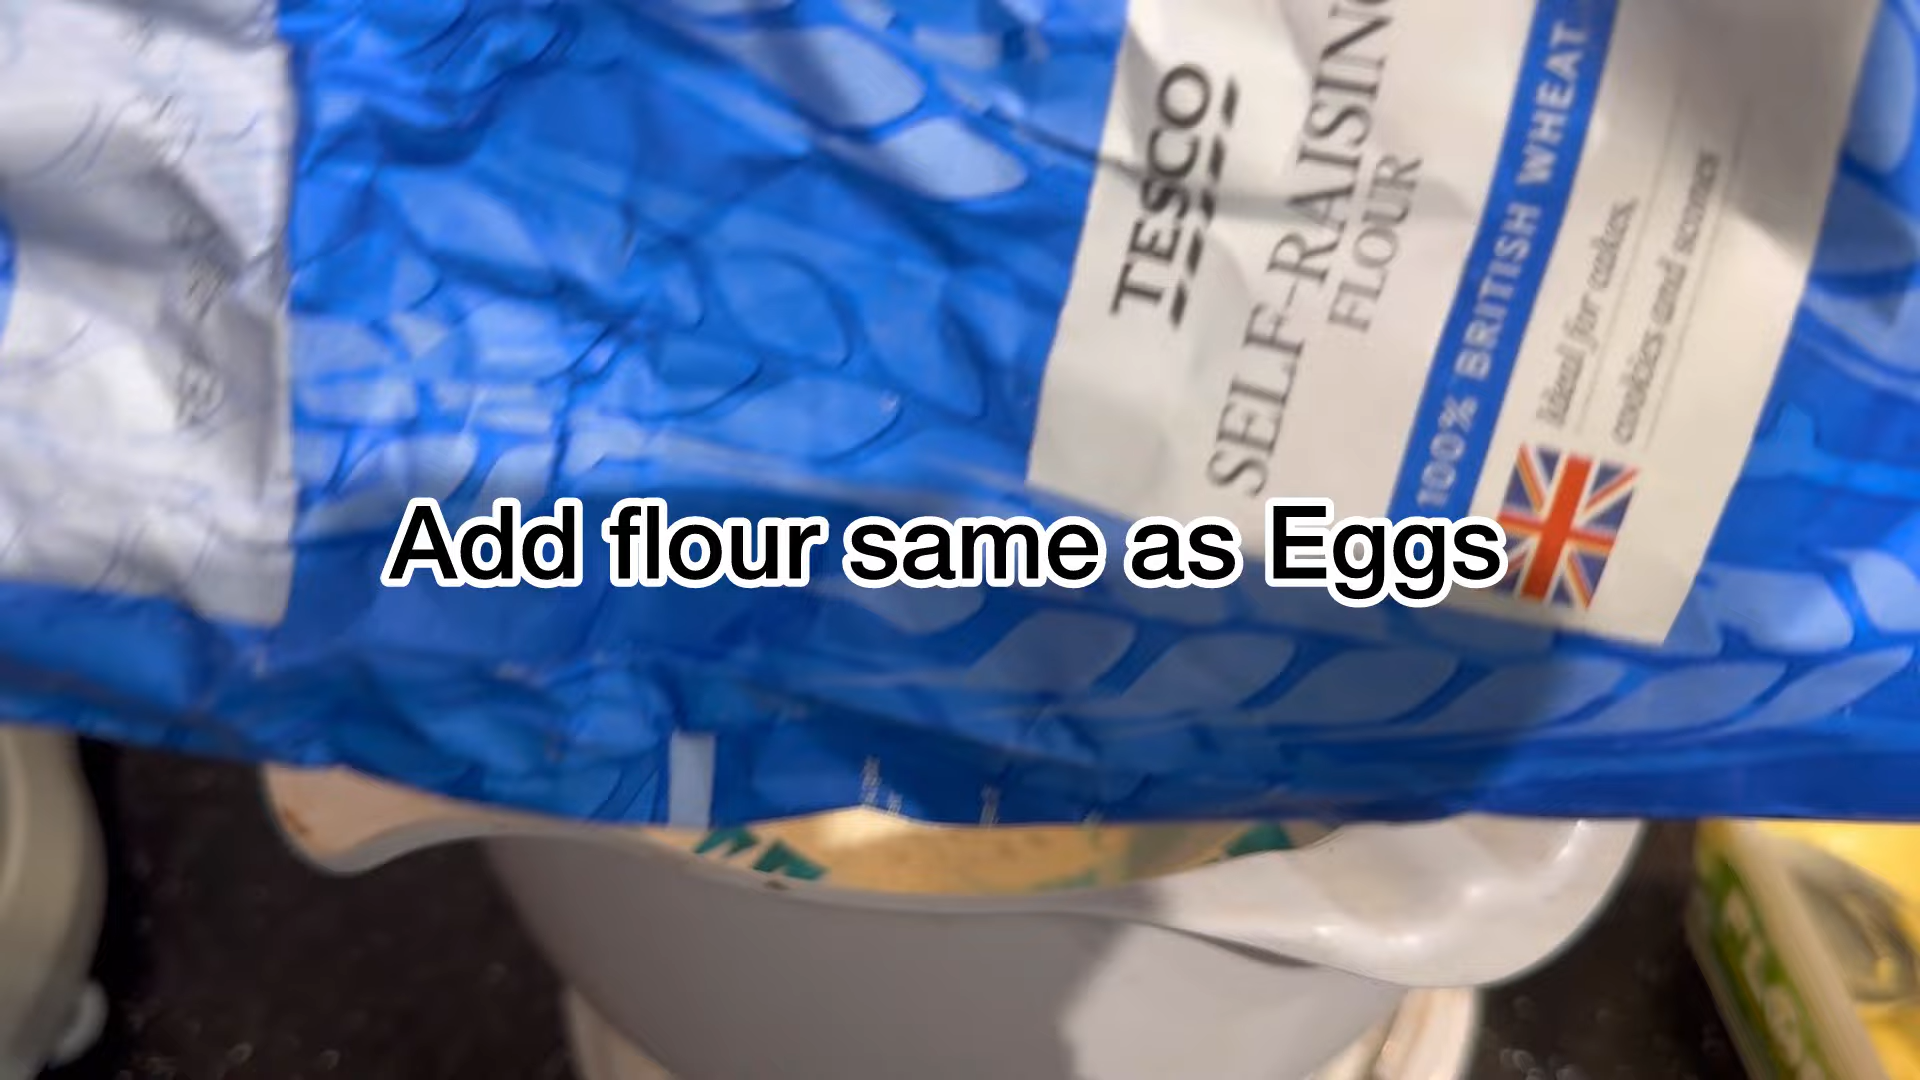 TESCO
SELF-RAISING
FLOUR
100% BRITISH WHEAT
Ideal for cakes,
cookies and scones
Add flour same as Eggs